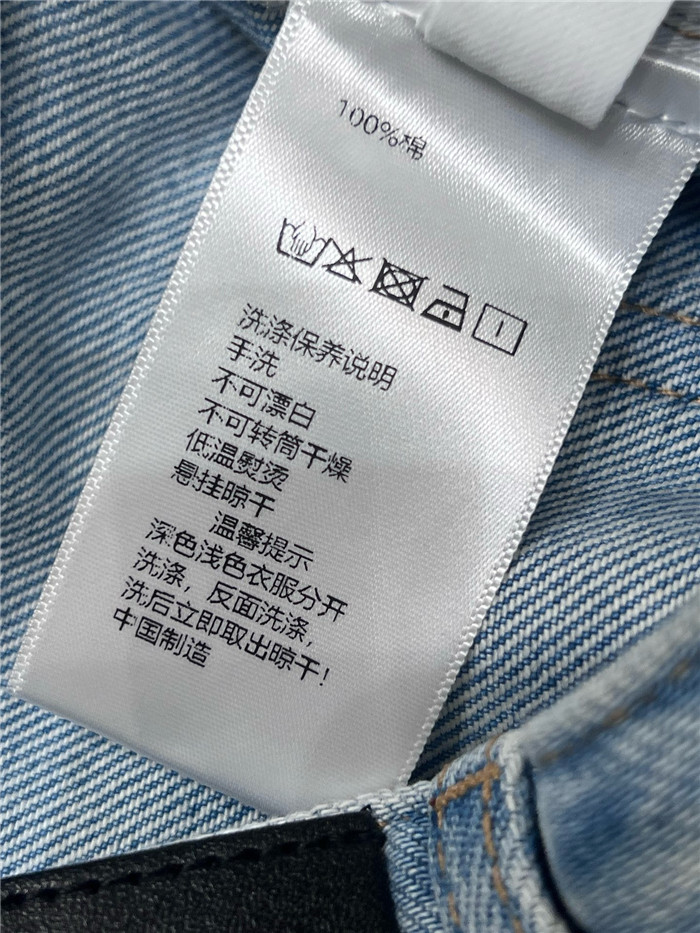 100%棉
洗涤保养说明
手洗
不可漂白
不可转筒干燥
低温熨烫
悬挂晾干
温馨提示
深色浅色衣服分开
洗涤，反面洗涤，
洗后立即取出晾干！
中国制造